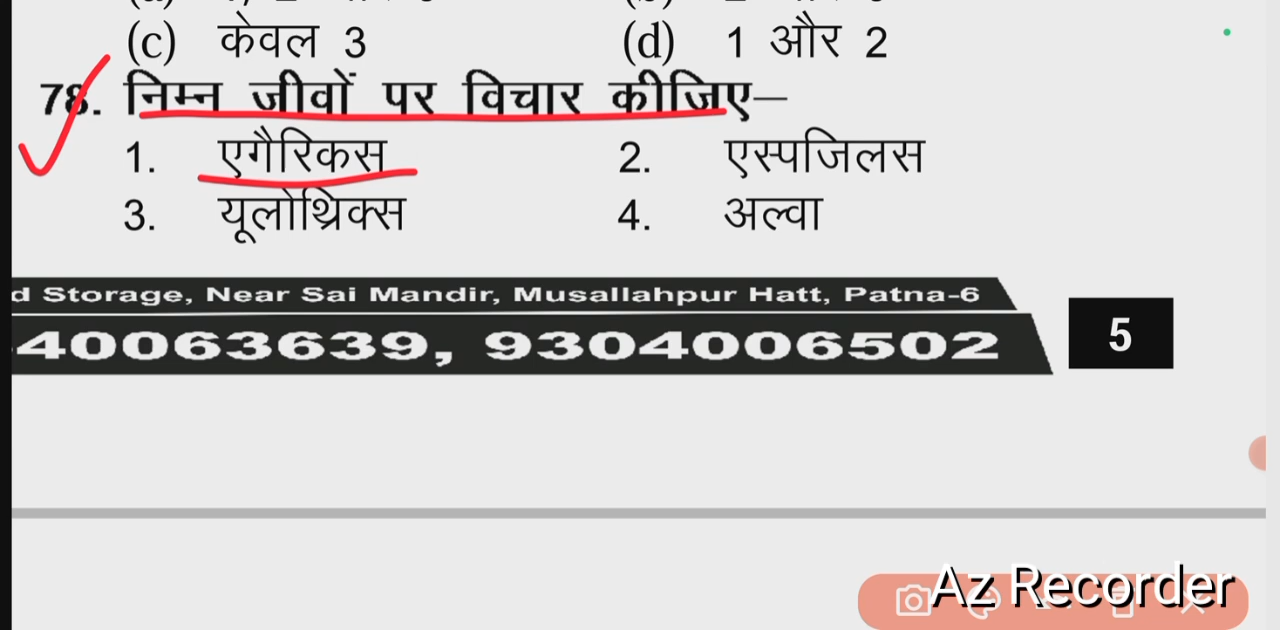 (c) केवल 3 (d) 1 और 2
78. निम्न जीवों पर विचार कीजिए–
1. एगैरिकस 2. एस्पजिलस
3. यूलोथ्रिक्स 4. अल्वा
d Storage, Near Sai Mandir, Musallahpur Hatt, Patna-6
40063639, 9304006502
5
Az Recorder